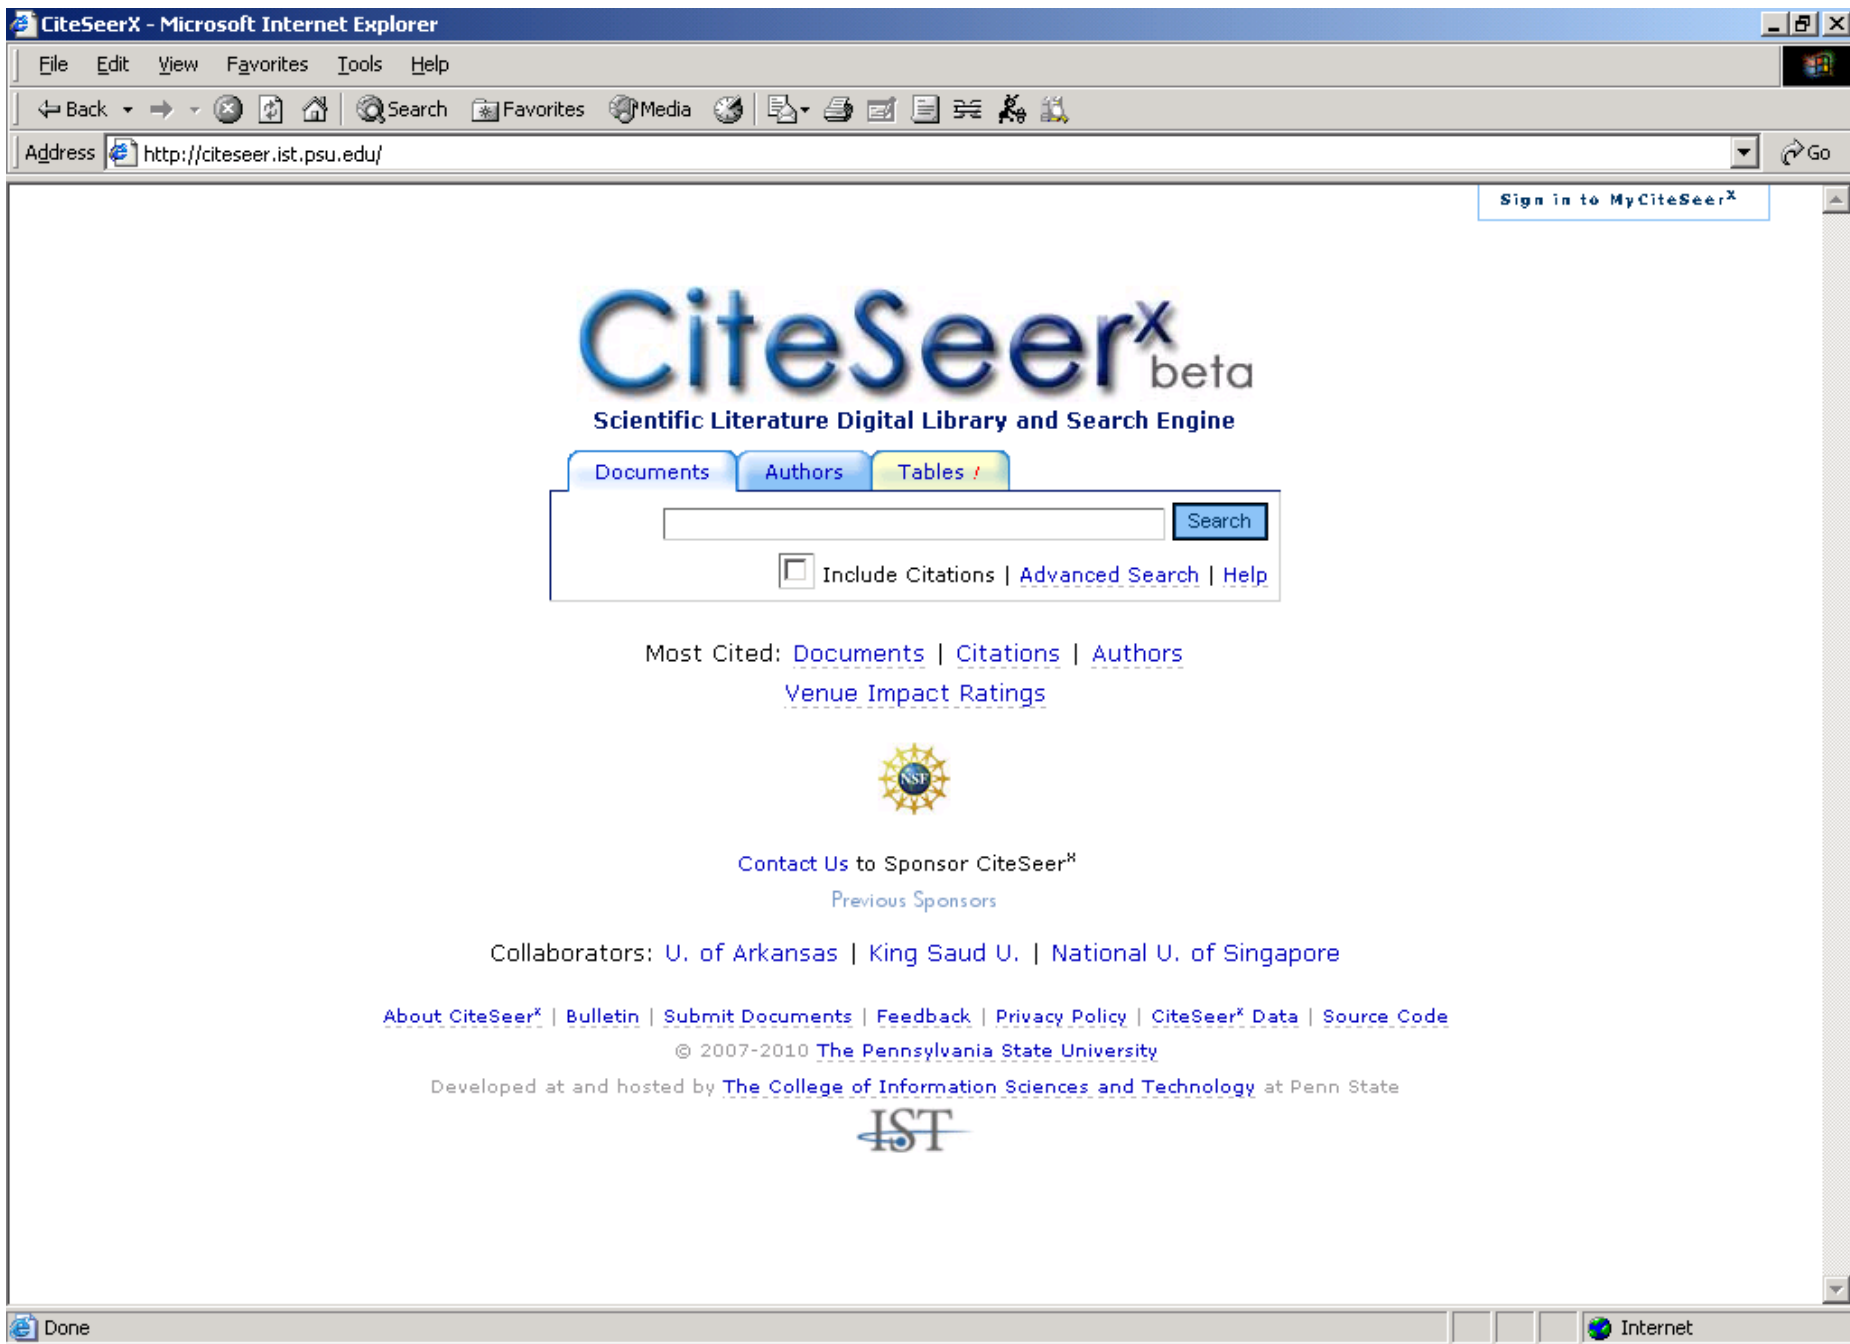 CiteSeerX - Microsoft Internet Explorer
File Edit View Favorites Tools Help
Back Search Favorites Media
Address http://citeseer.ist.psu.edu/ Go
Sign in to MyCiteSeerX
CiteSeerx beta
Scientific Literature Digital Library and Search Engine
Documents Authors Tables !
Search
Include Citations | Advanced Search | Help
Most Cited: Documents | Citations | Authors
Venue Impact Ratings
NSF
Contact Us to Sponsor CiteSeerX
Previous Sponsors
Collaborators: U. of Arkansas | King Saud U. | National U. of Singapore
About CiteSeerX | Bulletin | Submit Documents | Feedback | Privacy Policy | CiteSeerX Data | Source Code
© 2007-2010 The Pennsylvania State University
Developed at and hosted by The College of Information Sciences and Technology at Penn State
IST
Done Internet